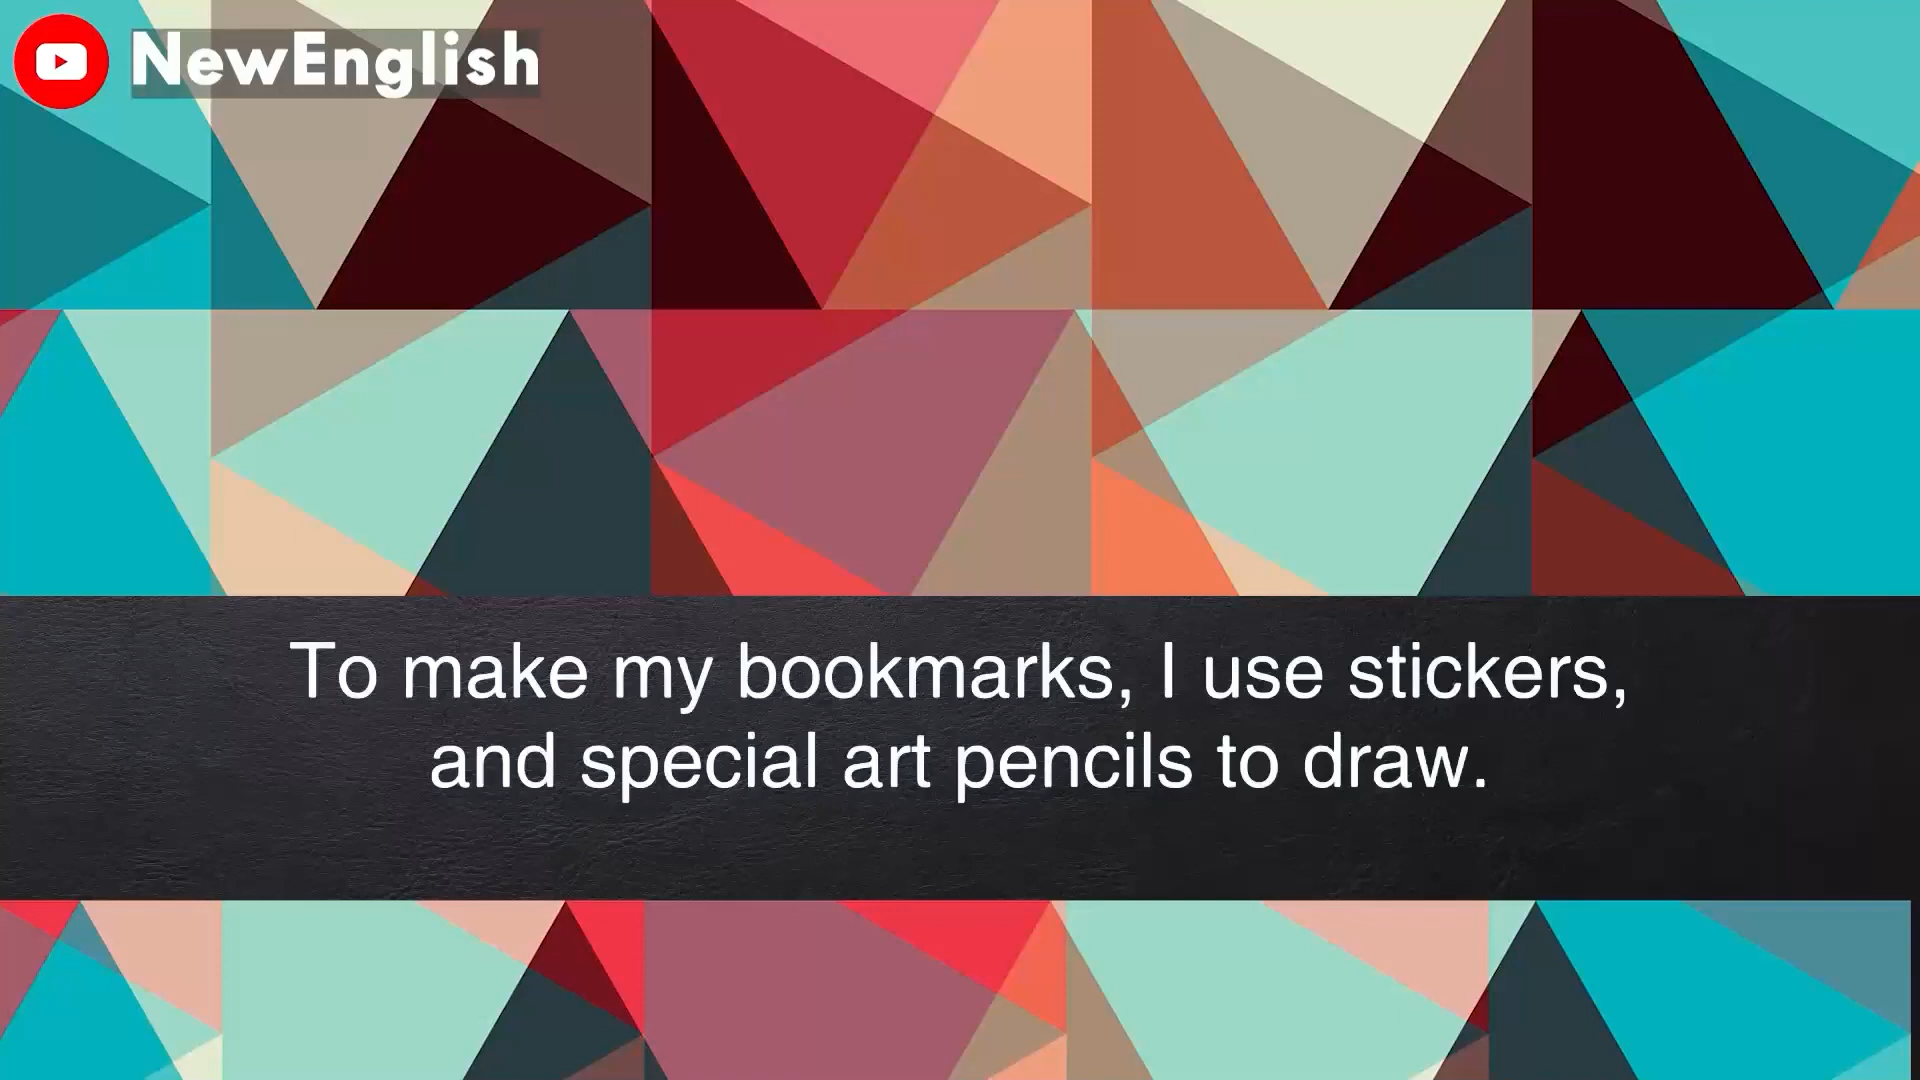 NewEnglish
To make my bookmarks, I use stickers,
and special art pencils to draw.